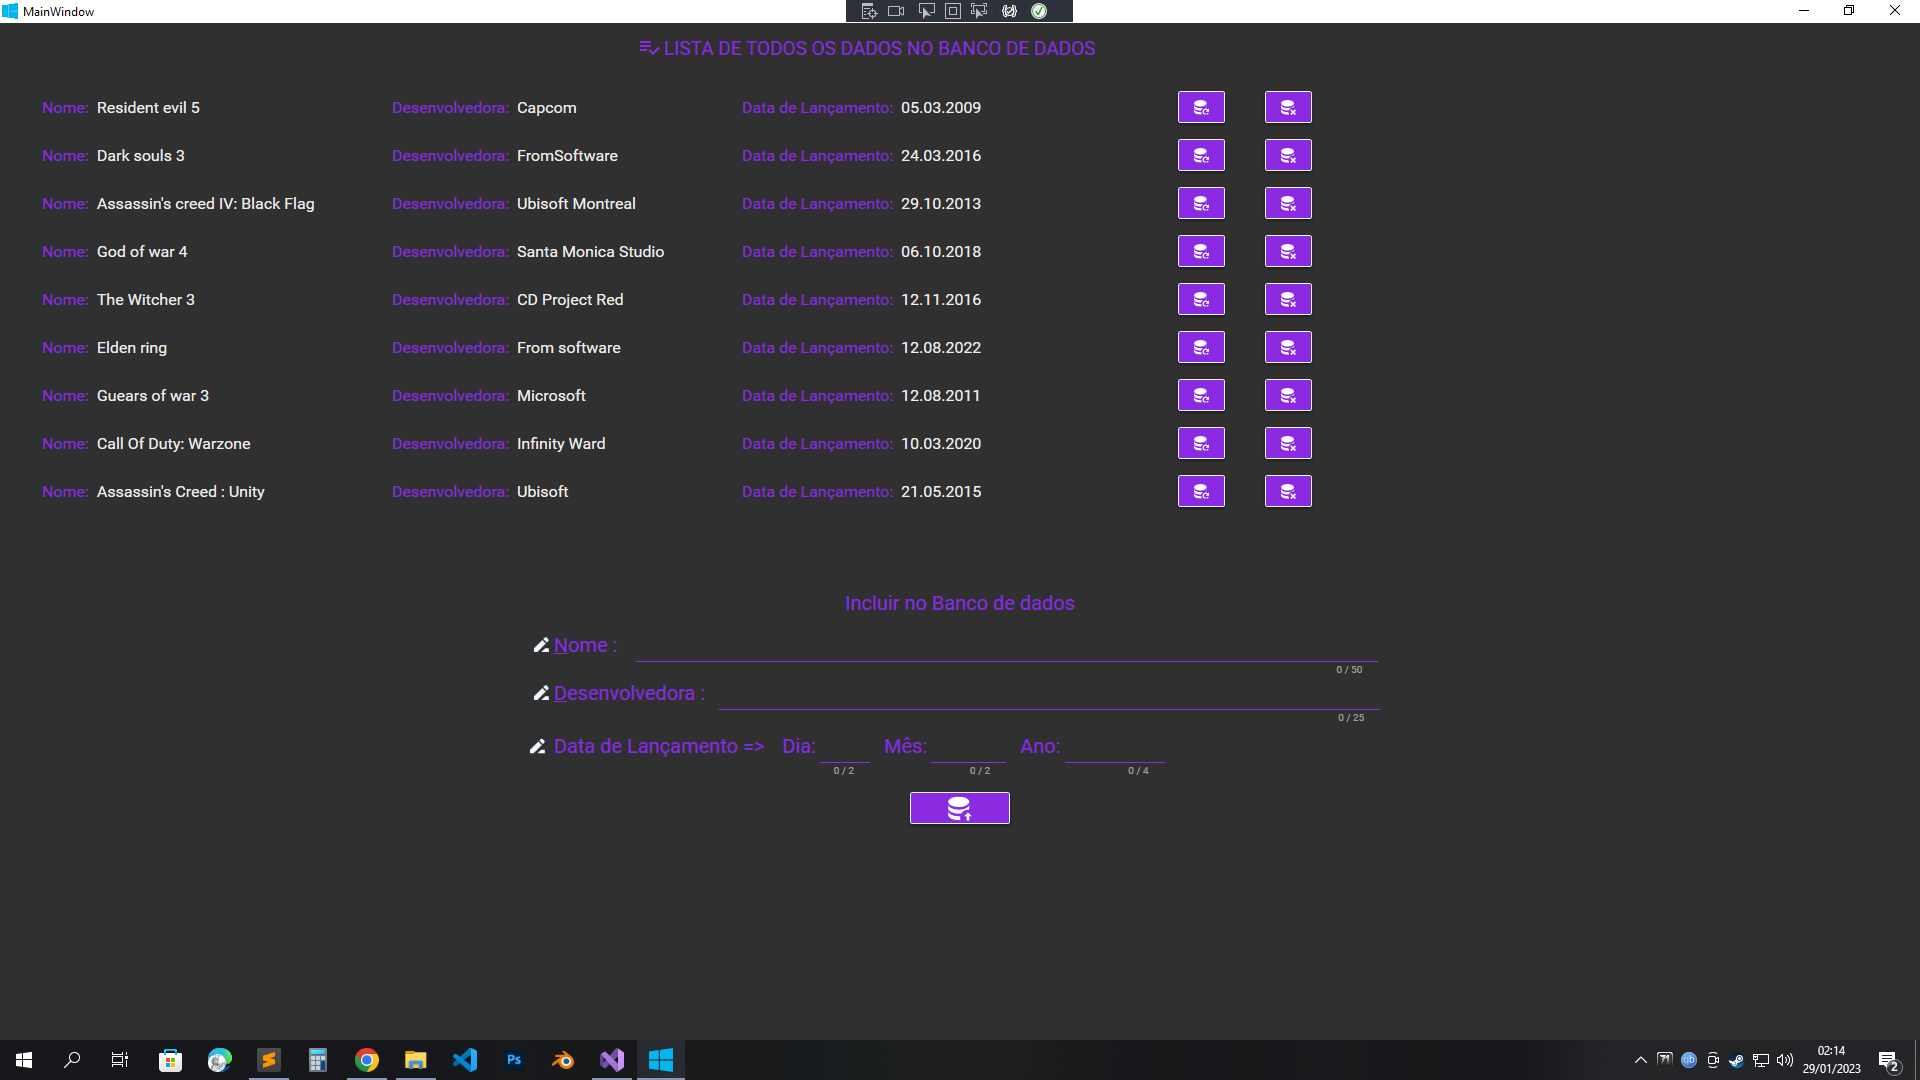 MainWindow
LISTA DE TODOS OS DADOS NO BANCO DE DADOS
Nome: Resident evil 5 Desenvolvedora: Capcom Data de Lançamento: 05.03.2009
Nome: Dark souls 3 Desenvolvedora: FromSoftware Data de Lançamento: 24.03.2016
Nome: Assassin's creed IV: Black Flag Desenvolvedora: Ubisoft Montreal Data de Lançamento: 29.10.2013
Nome: God of war 4 Desenvolvedora: Santa Monica Studio Data de Lançamento: 06.10.2018
Nome: The Witcher 3 Desenvolvedora: CD Project Red Data de Lançamento: 12.11.2016
Nome: Elden ring Desenvolvedora: From software Data de Lançamento: 12.08.2022
Nome: Guears of war 3 Desenvolvedora: Microsoft Data de Lançamento: 12.08.2011
Nome: Call Of Duty: Warzone Desenvolvedora: Infinity Ward Data de Lançamento: 10.03.2020
Nome: Assassin's Creed : Unity Desenvolvedora: Ubisoft Data de Lançamento: 21.05.2015
Incluir no Banco de dados
Nome :
0 / 50
Desenvolvedora :
0 / 25
Data de Lançamento => Dia: Mês: Ano:
0 / 2 0 / 2 0 / 4
Ps
qb
02:14
29/01/2023
2